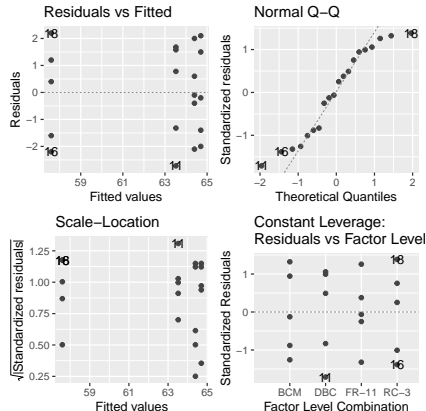 Residuals vs Fitted
Residuals
2
1
0
−1
−2
18
16
11
59
61
63
65
Fitted values
Normal Q−Q
Standardized residuals
1
0
−1
18
16
11
−2
−1
0
1
2
Theoretical Quantiles
Scale−Location
√|Standardized residuals|
1.25
1.00
0.75
0.50
0.25
11
59
61
63
65
Fitted values
Constant Leverage:
Residuals vs Factor Level
Standardized Residuals
1
0
−1
18
16
11
BCM
DBC
FR−11
RC−3
Factor Level Combination